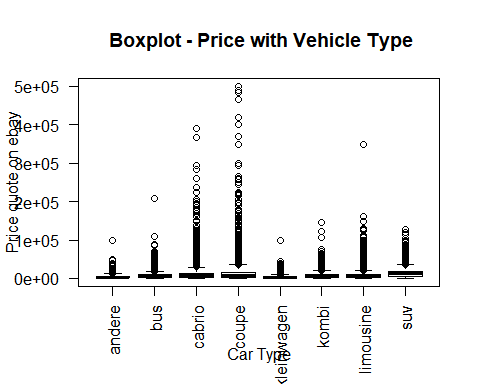 Boxplot - Price with Vehicle Type
Price quote on ebay
5e+05
4e+05
3e+05
2e+05
1e+05
0e+00
andere
bus
cabrio
coupe
kleinwagen
kombi
limousine
suv
Car Type